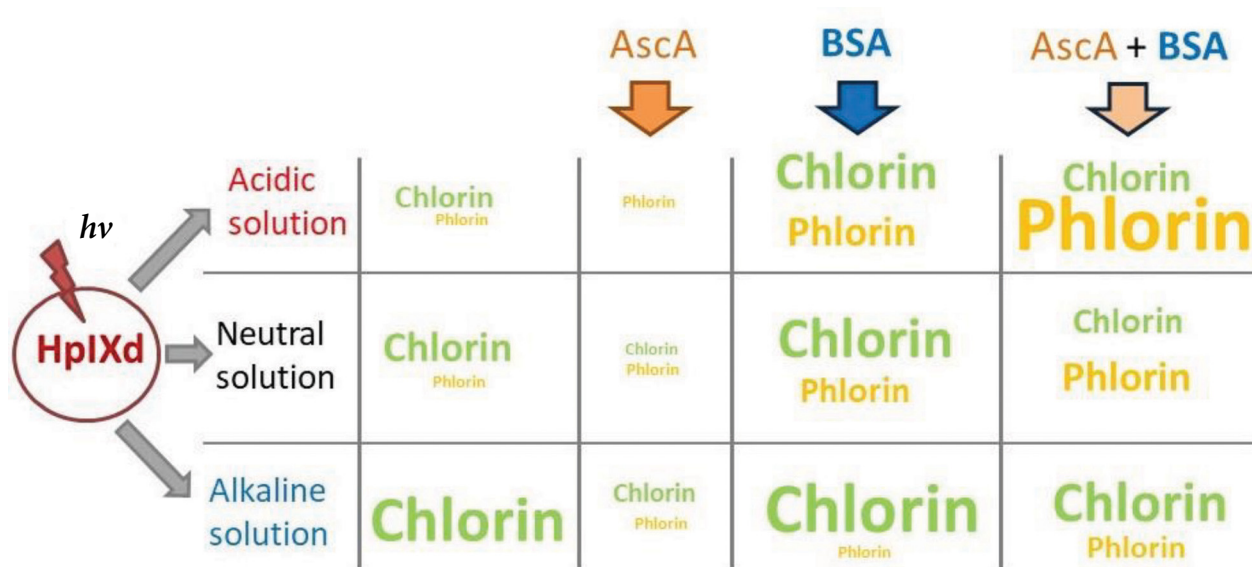 AscA
BSA
AscA + BSA
hν
HpIXd
Acidic
solution
Chlorin
Phlorin
Phlorin
Chlorin
Phlorin
Chlorin
Phlorin
Neutral
solution
Chlorin
Phlorin
Chlorin
Phlorin
Chlorin
Phlorin
Chlorin
Phlorin
Alkaline
solution
Chlorin
Chlorin
Phlorin
Chlorin
Phlorin
Chlorin
Phlorin